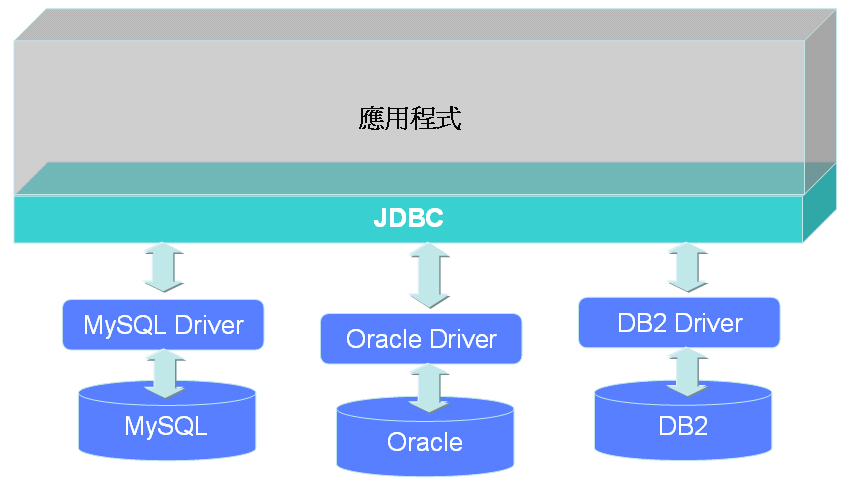 應用程式
JDBC
MySQL Driver
Oracle Driver
DB2 Driver
MySQL
Oracle
DB2